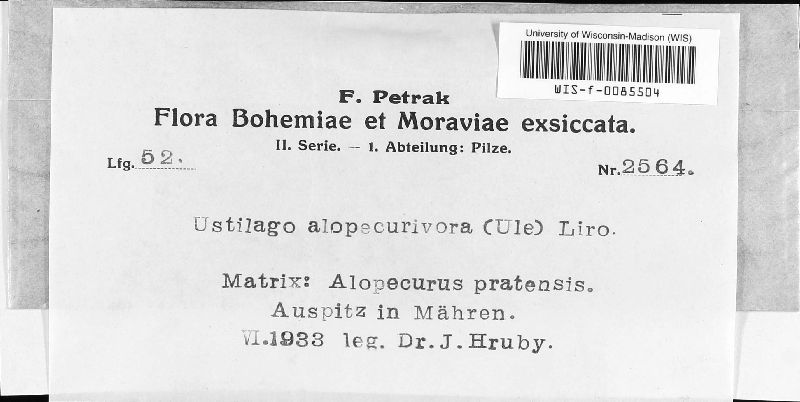 University of Wisconsin-Madison (WIS)
WIS-f-0085504
F. Petrak
Flora Bohemiae et Moraviae exsiccata.
II. Serie. — 1. Abteilung: Pilze.
Lfg. 52.
Nr. 2564.
Ustilago alopecurivora (Ule) Liro.
Matrix: Alopecurus pratensis.
Auspitz in Mähren.
VI.1933 leg. Dr. J. Hruby.